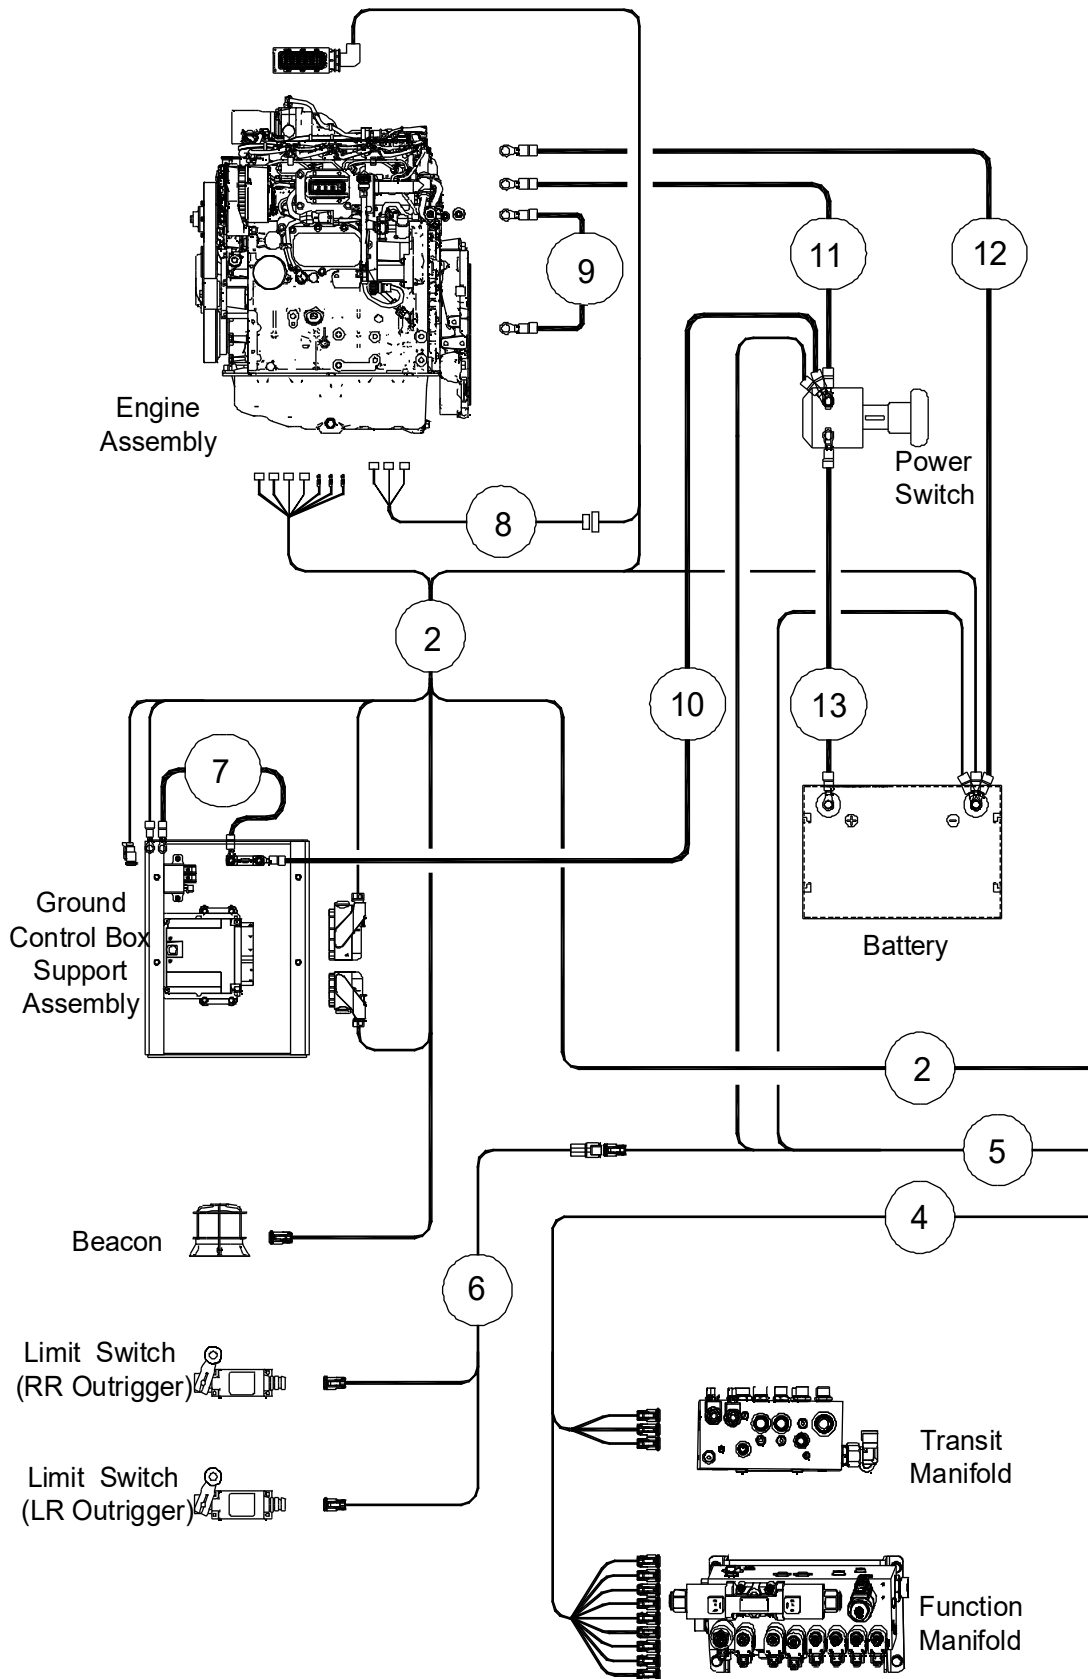 11
12
9
Engine
Assembly
Power
Switch
8
2
10
13
7
Ground
Control Box
Support
Assembly
Battery
2
5
4
Beacon
6
Limit Switch
(RR Outrigger)
Transit
Manifold
Limit Switch
(LR Outrigger)
Function
Manifold